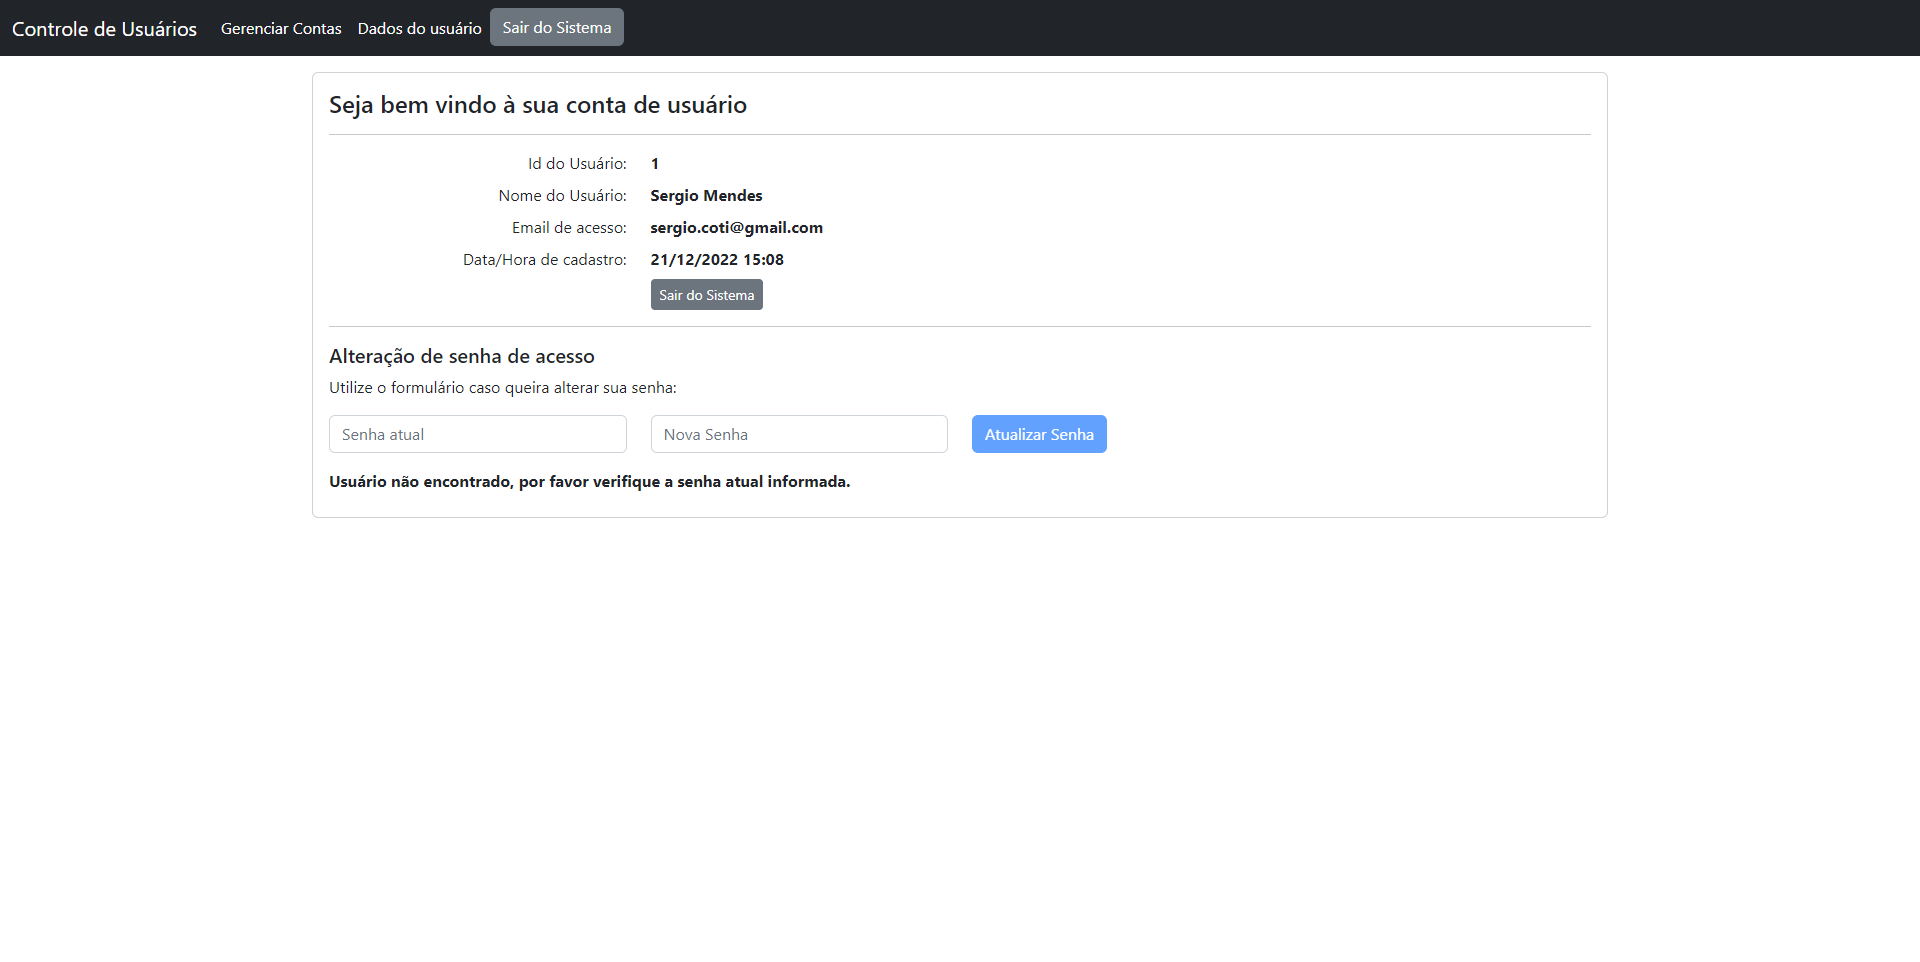 Controle de Usuários Gerenciar Contas Dados do usuário Sair do Sistema
Seja bem vindo à sua conta de usuário
Id do Usuário: 1
Nome do Usuário: Sergio Mendes
Email de acesso: sergio.coti@gmail.com
Data/Hora de cadastro: 21/12/2022 15:08
Sair do Sistema
Alteração de senha de acesso
Utilize o formulário caso queira alterar sua senha:
Senha atual Nova Senha Atualizar Senha
Usuário não encontrado, por favor verifique a senha atual informada.